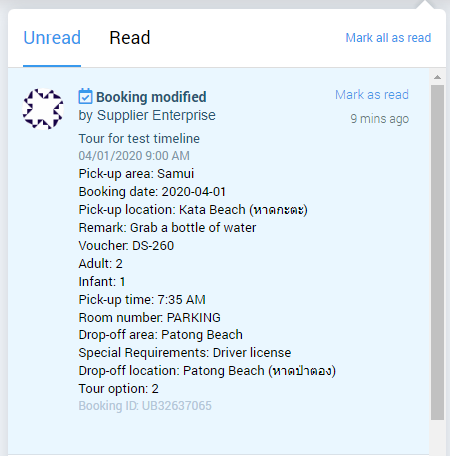 Unread Read Mark all as read
Booking modified Mark as read
by Supplier Enterprise 9 mins ago
Tour for test timeline
04/01/2020 9:00 AM
Pick-up area: Samui
Booking date: 2020-04-01
Pick-up location: Kata Beach (หาดกะตะ)
Remark: Grab a bottle of water
Voucher: DS-260
Adult: 2
Infant: 1
Pick-up time: 7:35 AM
Room number: PARKING
Drop-off area: Patong Beach
Special Requirements: Driver license
Drop-off location: Patong Beach (หาดป่าตอง)
Tour option: 2
Booking ID: UB32637065